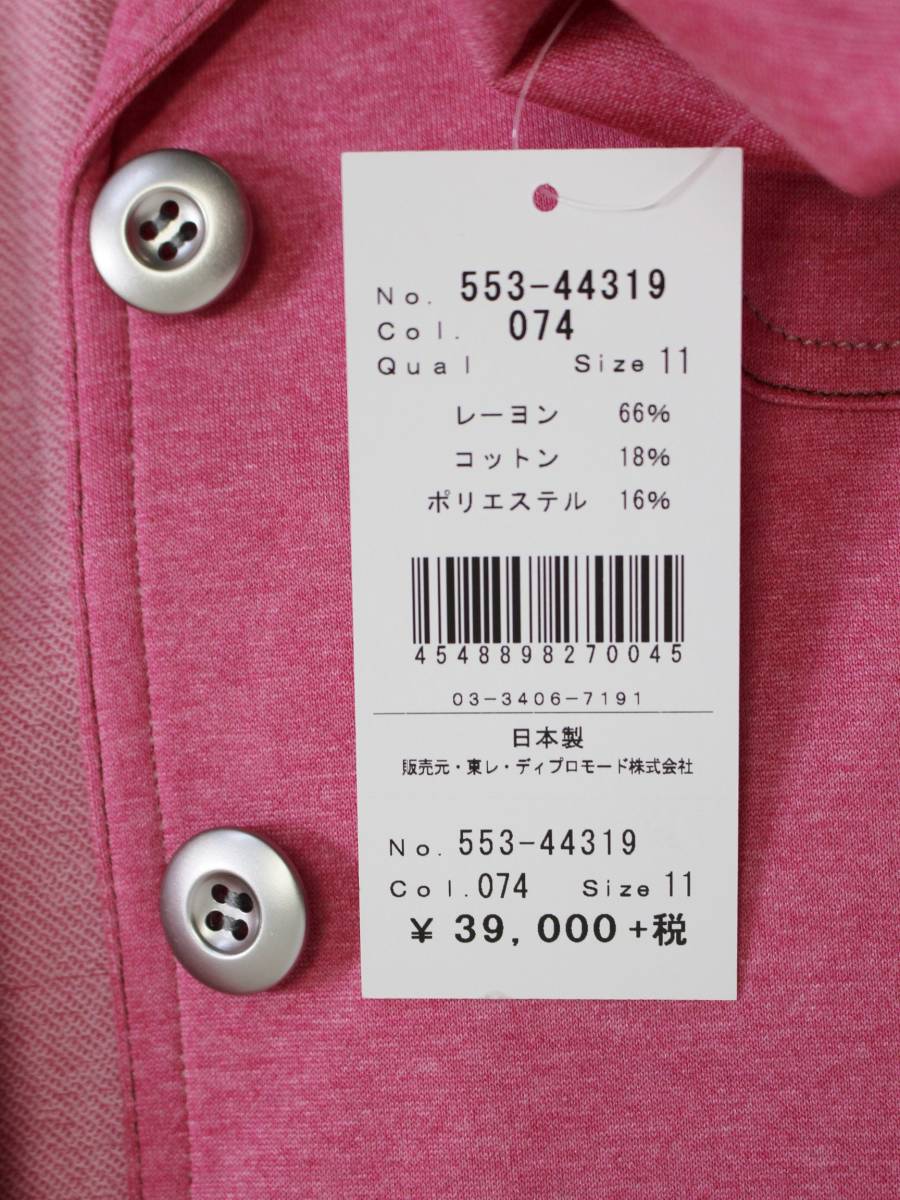 No. 553-44319
Col. 074
Qual Size 11
レーヨン 66%
コットン 18%
ポリエステル 16%
4548898270045
03-3406-7191
日本製
販売元・東レ・ディプロモード株式会社
No. 553-44319
Col. 074 Size 11
¥ 39,000+税